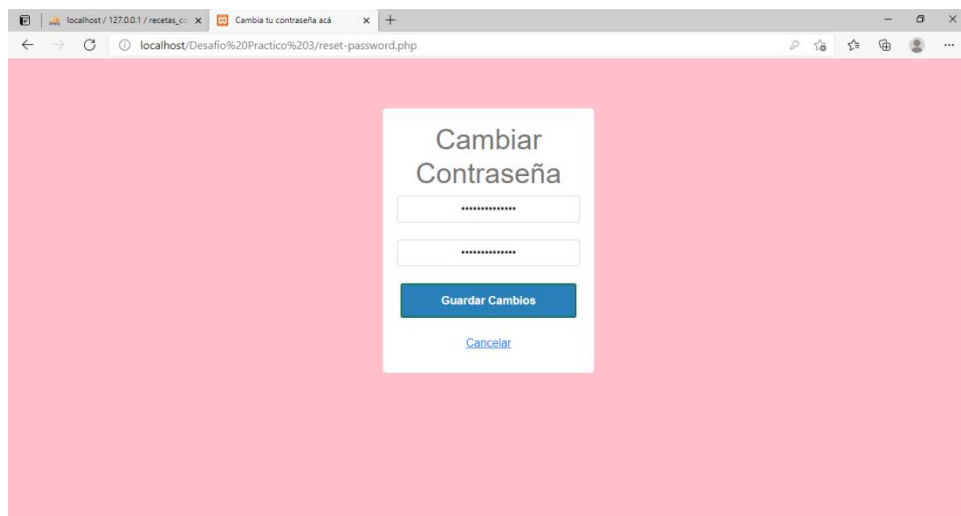 localhost / 127.0.0.1 / recetas_co
Cambia tu contraseña acá
localhost/Desafio%20Practico%203/reset-password.php
Cambiar
Contraseña
••••••••••••••
••••••••••••••
Guardar Cambios
Cancelar